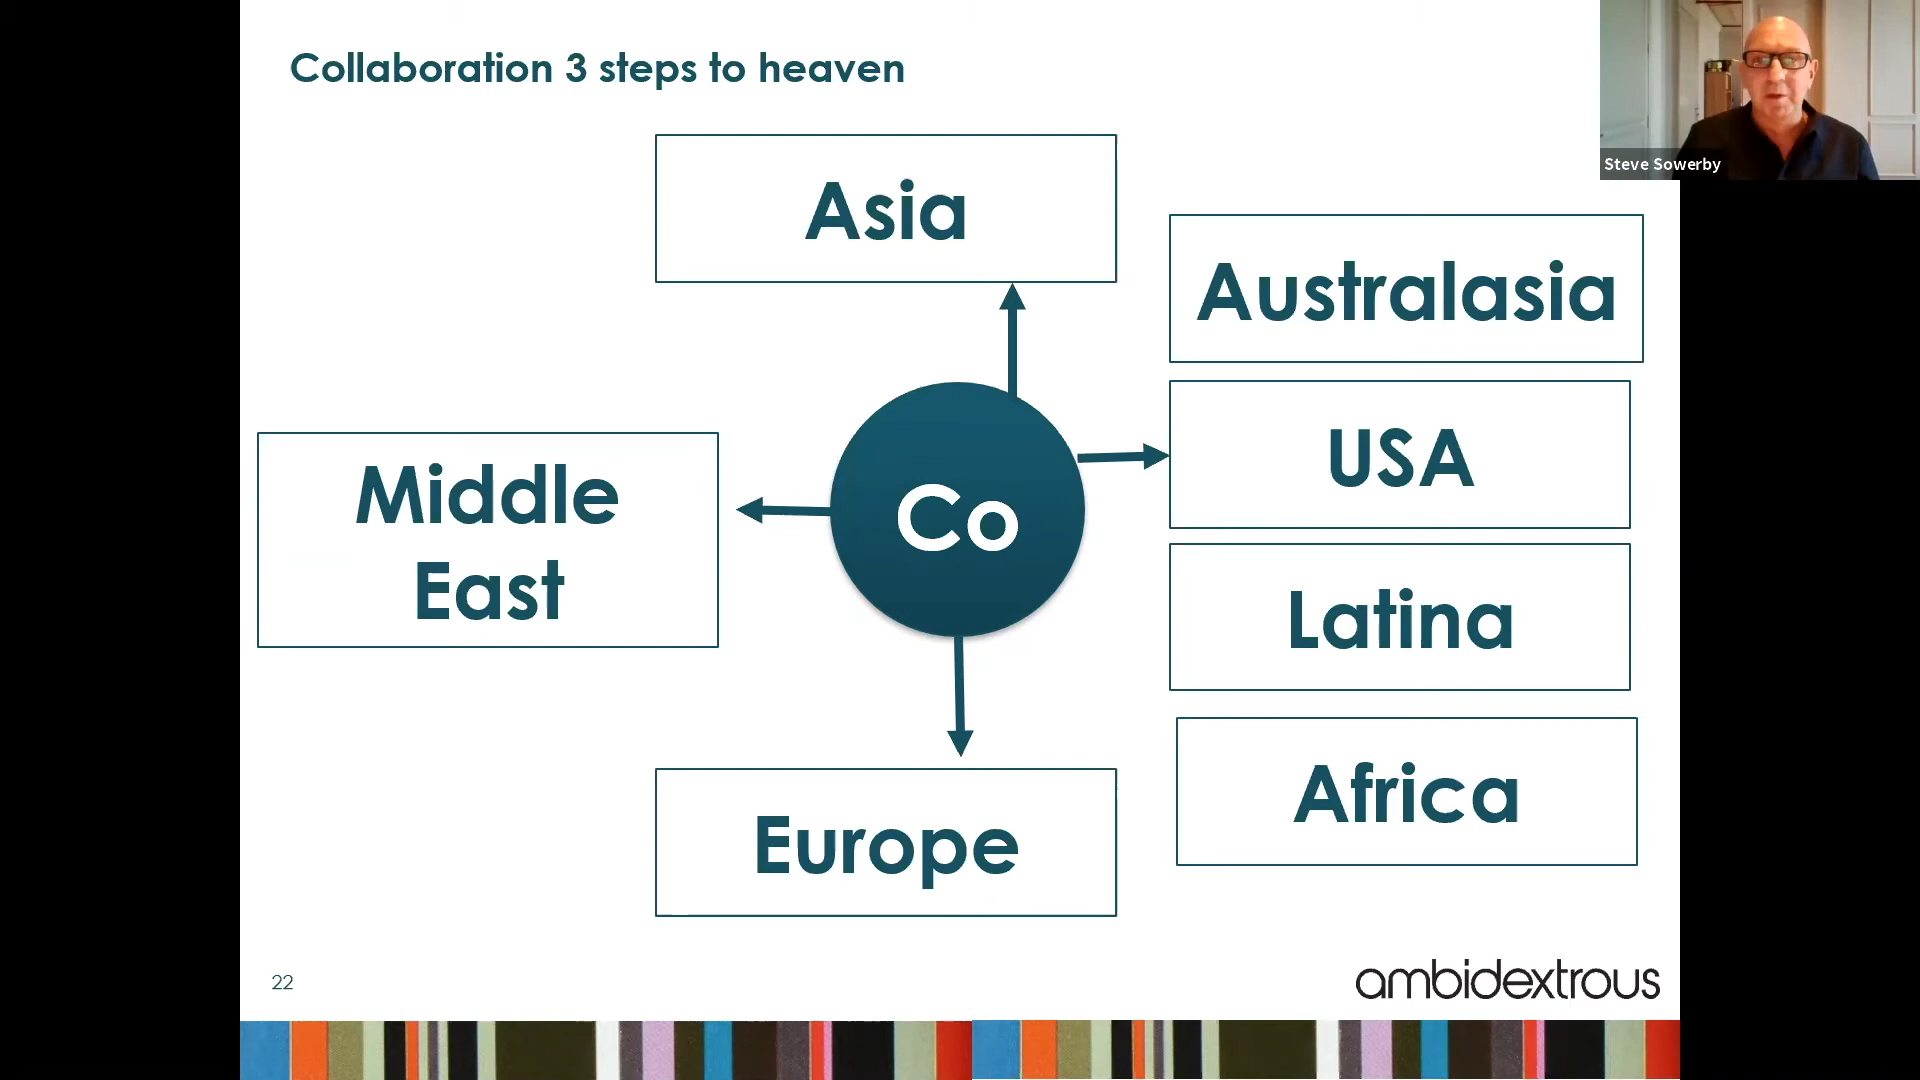 Collaboration 3 steps to heaven
Steve Sowerby
Asia
Australasia
USA
Middle
East
Co
Latina
Africa
Europe
22
ambidextrous